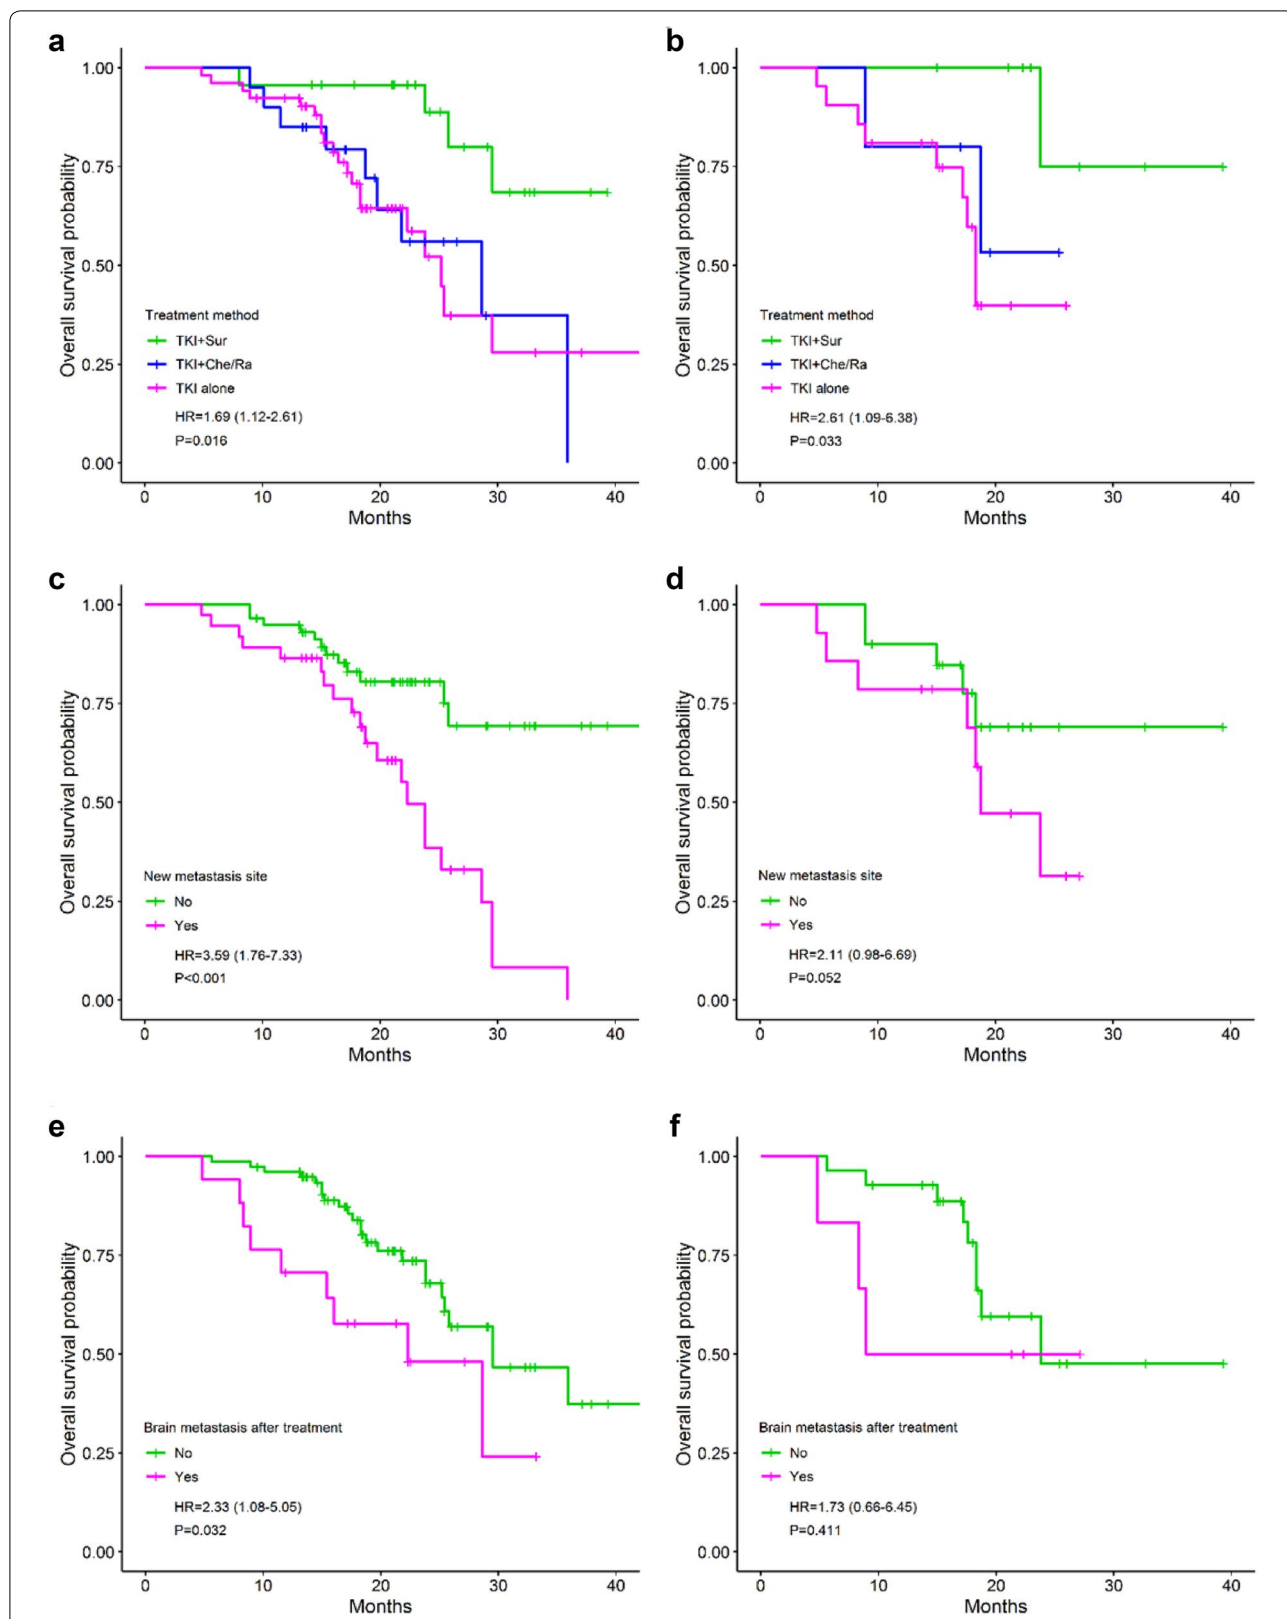 a
1.00
0.75
0.50
0.25
0.00
Overall survival probability
Treatment method
TKI+Sur
TKI+Che/Ra
TKI alone
HR=1.69 (1.12-2.61)
P=0.016
0 10 20 30 40
Months
b
1.00
0.75
0.50
0.25
0.00
Overall survival probability
Treatment method
TKI+Sur
TKI+Che/Ra
TKI alone
HR=2.61 (1.09-6.38)
P=0.033
0 10 20 30 40
Months
c
1.00
0.75
0.50
0.25
0.00
Overall survival probability
New metastasis site
No
Yes
HR=3.59 (1.76-7.33)
P<0.001
0 10 20 30 40
Months
d
1.00
0.75
0.50
0.25
0.00
Overall survival probability
New metastasis site
No
Yes
HR=2.11 (0.98-6.69)
P=0.052
0 10 20 30 40
Months
e
1.00
0.75
0.50
0.25
0.00
Overall survival probability
Brain metastasis after treatment
No
Yes
HR=2.33 (1.08-5.05)
P=0.032
0 10 20 30 40
f
1.00
0.75
0.50
0.25
0.00
Overall survival probability
Brain metastasis after treatment
No
Yes
HR=1.73 (0.66-6.45)
P=0.411
0 10 20 30 40